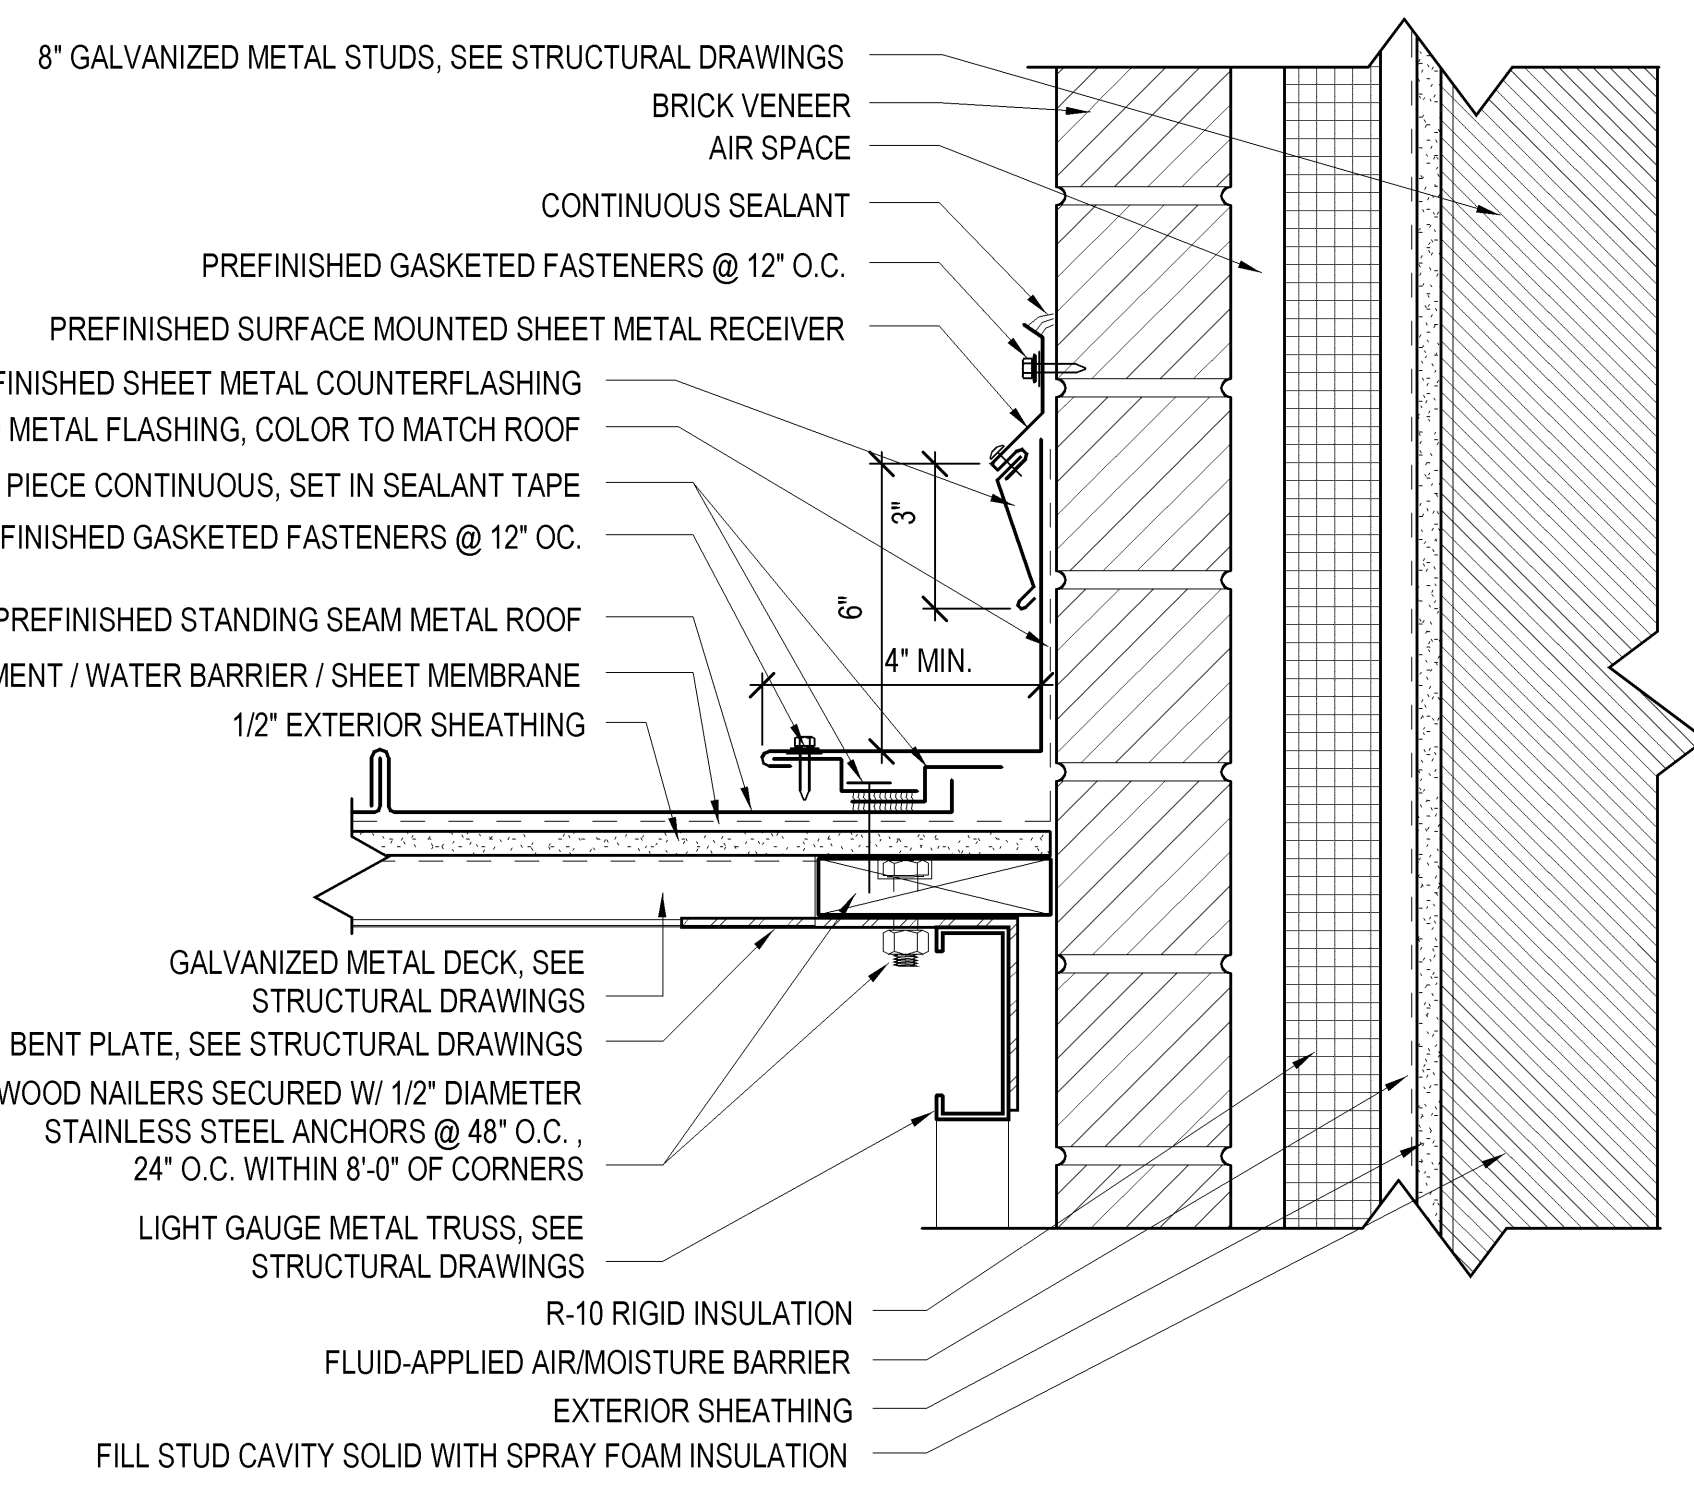 8" GALVANIZED METAL STUDS, SEE STRUCTURAL DRAWINGS
BRICK VENEER
AIR SPACE
CONTINUOUS SEALANT
PREFINISHED GASKETED FASTENERS @ 12" O.C.
PREFINISHED SURFACE MOUNTED SHEET METAL RECEIVER
FINISHED SHEET METAL COUNTERFLASHING
METAL FLASHING, COLOR TO MATCH ROOF
PIECE CONTINUOUS, SET IN SEALANT TAPE
FINISHED GASKETED FASTENERS @ 12" OC.
3"
6"
PREFINISHED STANDING SEAM METAL ROOF
4" MIN.
MENT / WATER BARRIER / SHEET MEMBRANE
1/2" EXTERIOR SHEATHING
GALVANIZED METAL DECK, SEE
STRUCTURAL DRAWINGS
BENT PLATE, SEE STRUCTURAL DRAWINGS
WOOD NAILERS SECURED W/ 1/2" DIAMETER
STAINLESS STEEL ANCHORS @ 48" O.C. ,
24" O.C. WITHIN 8'-0" OF CORNERS
LIGHT GAUGE METAL TRUSS, SEE
STRUCTURAL DRAWINGS
R-10 RIGID INSULATION
FLUID-APPLIED AIR/MOISTURE BARRIER
EXTERIOR SHEATHING
FILL STUD CAVITY SOLID WITH SPRAY FOAM INSULATION